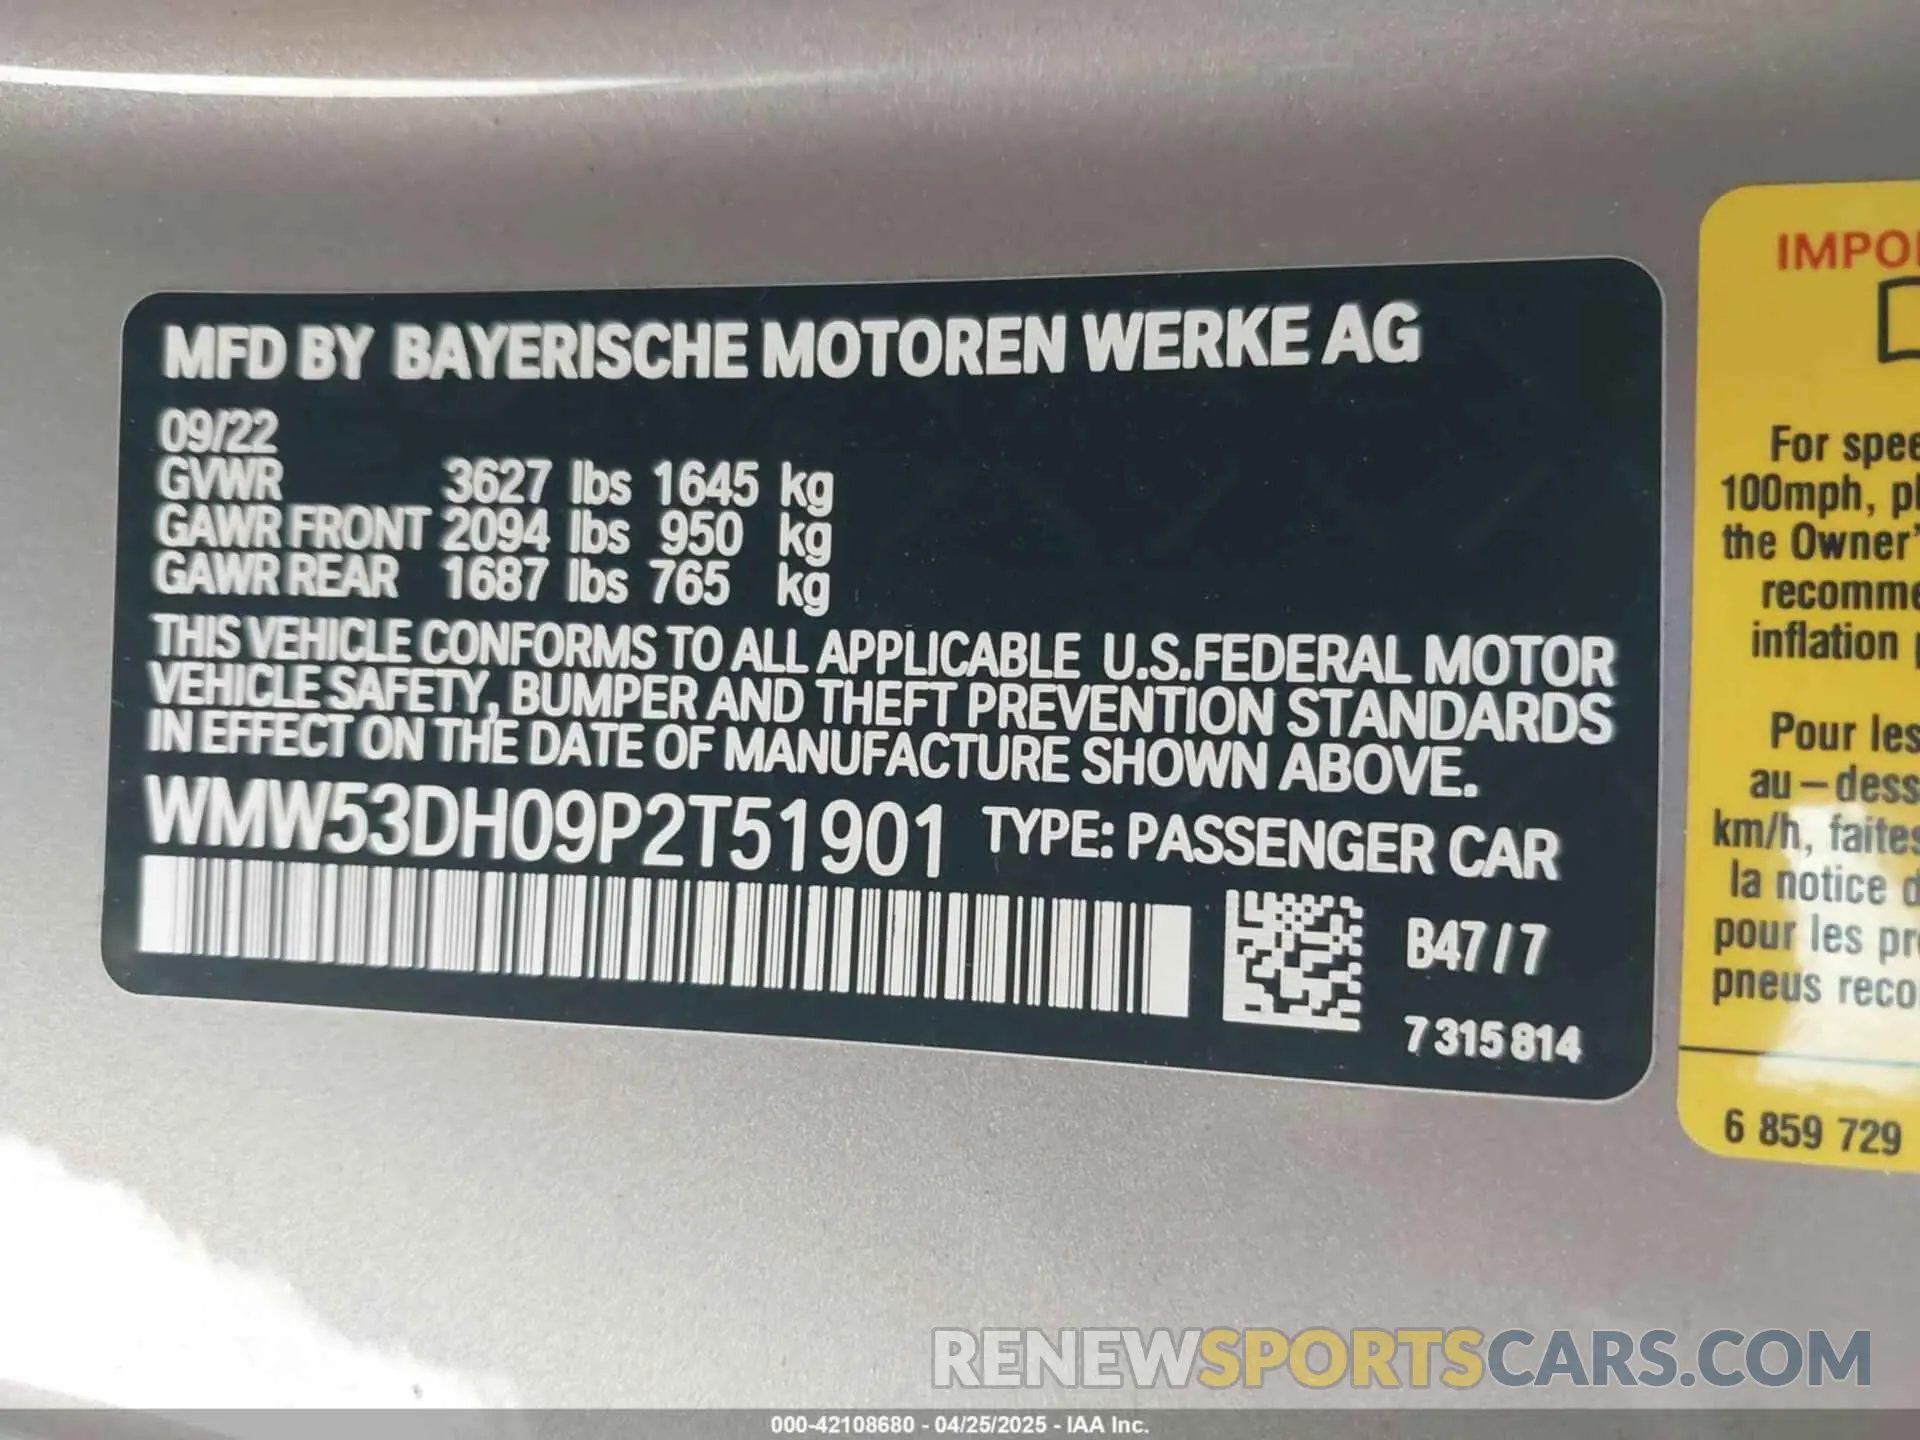 MFD BY BAYERISCHE MOTOREN WERKE AG
09/22
GVWR 3627 lbs 1645 kg
GAWR FRONT 2094 lbs 950 kg
GAWR REAR 1687 lbs 765 kg
THIS VEHICLE CONFORMS TO ALL APPLICABLE U.S.FEDERAL MOTOR
VEHICLE SAFETY, BUMPER AND THEFT PREVENTION STANDARDS
IN EFFECT ON THE DATE OF MANUFACTURE SHOWN ABOVE.
WMW53DH09P2T51901 TYPE: PASSENGER CAR
B47//7
7 315 814
IMPO
For spee
100mph, pl
the Owner'
recomme
inflation p
Pour les
au – dess
km/h, faites
la notice d
pour les pr
pneus reco
6 859 729
RENEWSPORTSCARS.COM
000-42108680 - 04/25/2025 - IAA Inc.